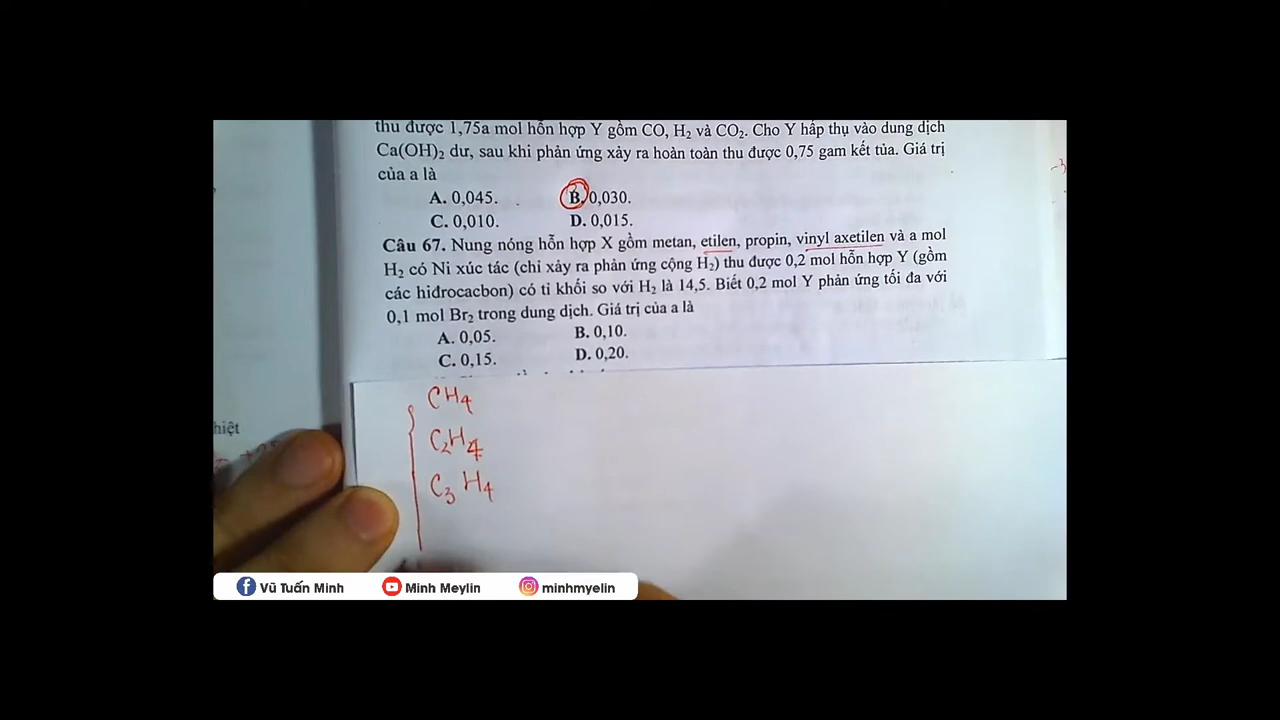 thu được 1,75a mol hỗn hợp Y gồm CO, H₂ và CO₂. Cho Y hấp thụ vào dung dịch
Ca(OH)₂ dư, sau khi phản ứng xảy ra hoàn toàn thu được 0,75 gam kết tủa. Giá trị
của a là
A. 0,045. B. 0,030.
C. 0,010. D. 0,015.
Câu 67. Nung nóng hỗn hợp X gồm metan, etilen, propin, vinyl axetilen và a mol
H₂ có Ni xúc tác (chỉ xảy ra phản ứng cộng H₂) thu được 0,2 mol hỗn hợp Y (gồm
các hiđrocacbon) có tỉ khối so với H₂ là 14,5. Biết 0,2 mol Y phản ứng tối đa với
0,1 mol Br₂ trong dung dịch. Giá trị của a là
A. 0,05. B. 0,10.
C. 0,15. D. 0,20.
CH₄
C₂H₄
C₃H₄
hiệt
Vũ Tuấn Minh Minh Meylin minhmyelin